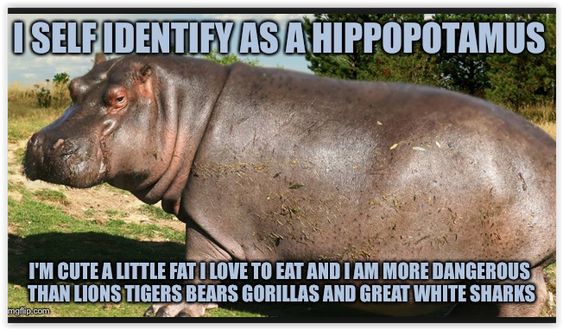 I SELF IDENTIFY AS A HIPPOPOTAMUS
I'M CUTE A LITTLE FAT I LOVE TO EAT AND I AM MORE DANGEROUS
THAN LIONS TIGERS BEARS GORILLAS AND GREAT WHITE SHARKS
imgflip.com